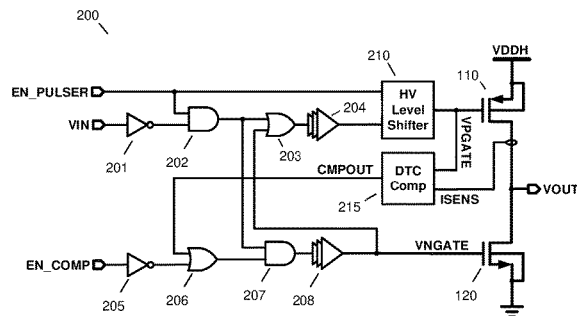 200
210
110
VDDH
EN_PULSER
HV
Level
Shifter
204
VIN
201
202
203
VPGATE
CMPOUT
DTC
Comp
215
ISENS
VOUT
EN_COMP
VNGATE
205
206
207
208
120